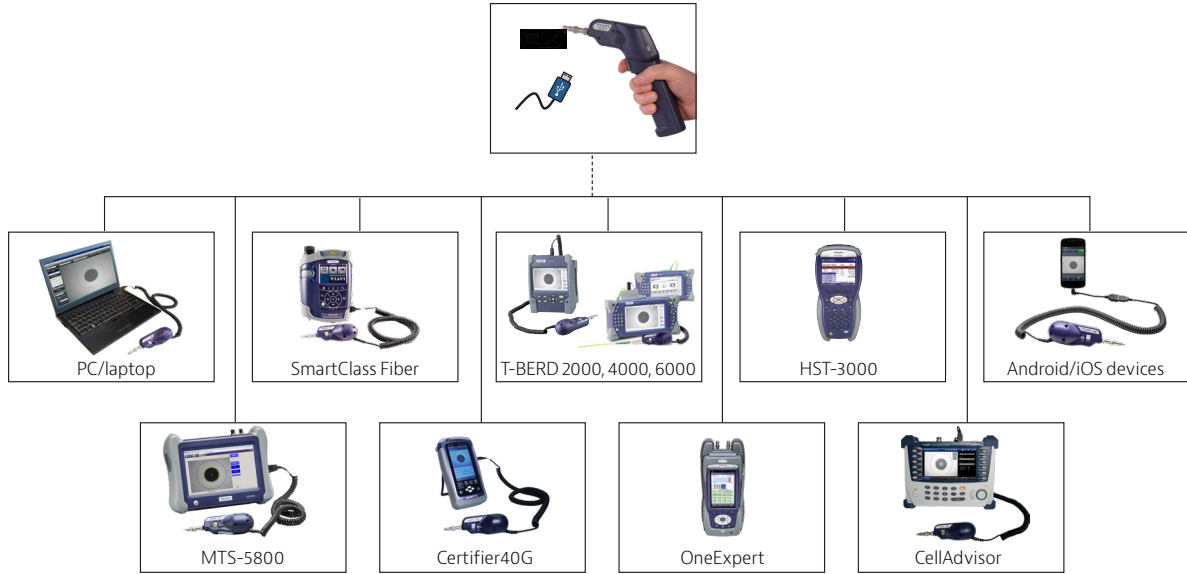 PC/laptop
SmartClass Fiber
T-BERD 2000, 4000, 6000
HST-3000
Android/iOS devices
MTS-5800
Certifier40G
OneExpert
CellAdvisor